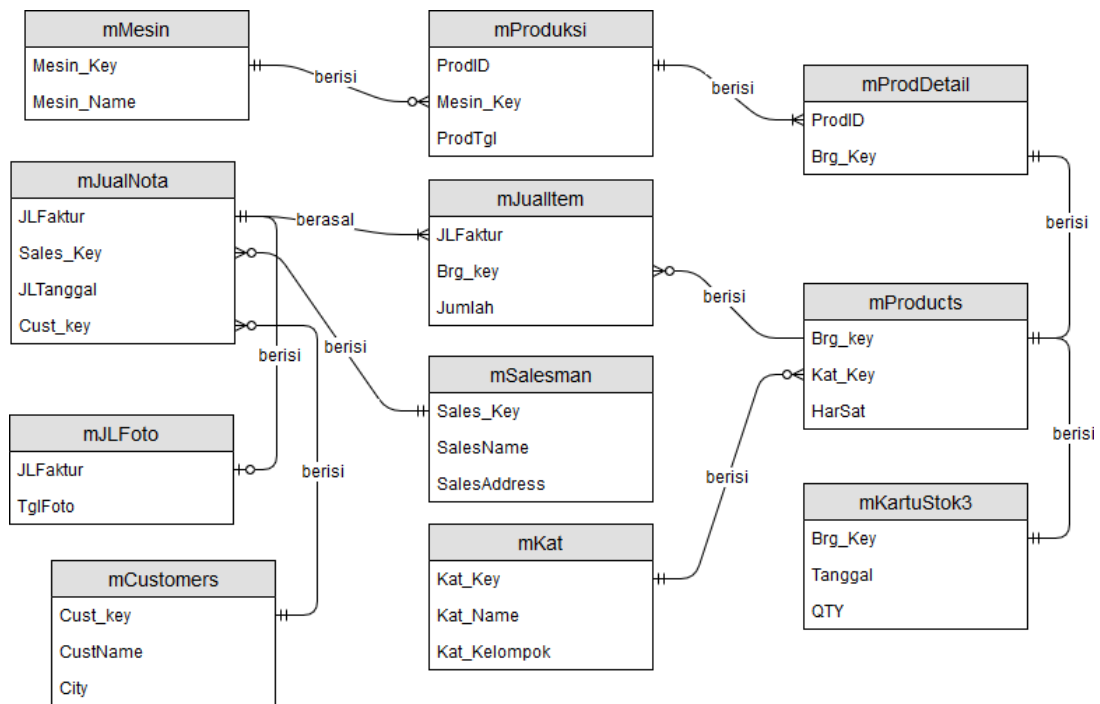 mMesin
Mesin_Key
Mesin_Name
berisi
mProduksi
ProdID
Mesin_Key
ProdTgl
berisi
mProdDetail
ProdID
Brg_Key
berisi
mJualNota
JLFaktur
Sales_Key
JLTanggal
Cust_key
berasal
berisi
berisi
berisi
mJualItem
JLFaktur
Brg_key
Jumlah
berisi
mProducts
Brg_key
Kat_Key
HarSat
berisi
mSalesman
Sales_Key
SalesName
SalesAddress
berisi
mJLFoto
JLFaktur
TglFoto
mKat
Kat_Key
Kat_Name
Kat_Kelompok
mKartuStok3
Brg_Key
Tanggal
QTY
mCustomers
Cust_key
CustName
City